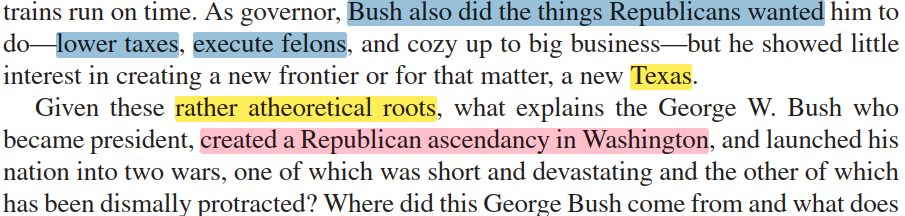 trains run on time. As governor, Bush also did the things Republicans wanted him to
do—lower taxes, execute felons, and cozy up to big business—but he showed little
interest in creating a new frontier or for that matter, a new Texas.
Given these rather atheoretical roots, what explains the George W. Bush who
became president, created a Republican ascendancy in Washington, and launched his
nation into two wars, one of which was short and devastating and the other of which
has been dismally protracted? Where did this George Bush come from and what does